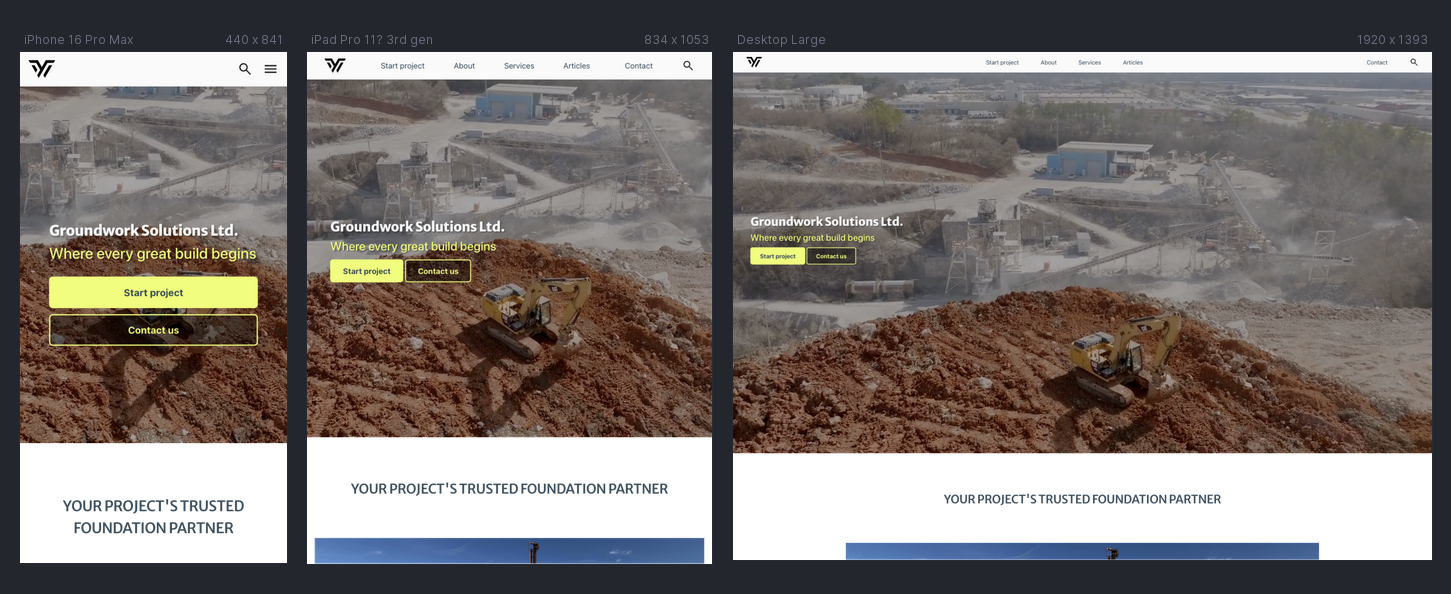 iPhone 16 Pro Max 440 x 841
Groundwork Solutions Ltd.
Where every great build begins
Start project
Contact us
YOUR PROJECT'S TRUSTED
FOUNDATION PARTNER
iPad Pro 11? 3rd gen 834 x 1053
Start project About Services Articles Contact
Groundwork Solutions Ltd.
Where every great build begins
Start project Contact us
YOUR PROJECT'S TRUSTED FOUNDATION PARTNER
Desktop Large 1920 x 1393
Start project About Services Articles Contact
Groundwork Solutions Ltd.
Where every great build begins
Start project Contact us
YOUR PROJECT'S TRUSTED FOUNDATION PARTNER